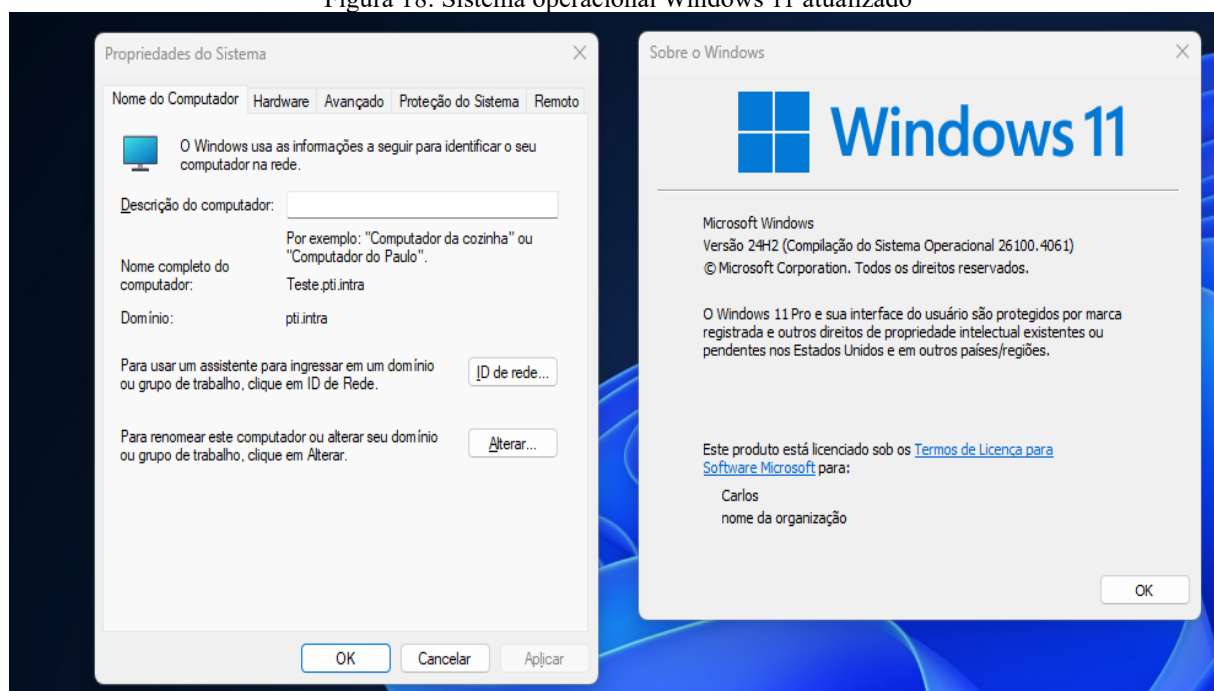 Figura 18: Sistema operacional Windows 11 atualizado
Propriedades do Sistema
Nome do Computador
Hardware
Avançado
Proteção do Sistema
Remoto
O Windows usa as informações a seguir para identificar o seu
computador na rede.
Descrição do computador:
Por exemplo: "Computador da cozinha" ou
"Computador do Paulo".
Nome completo do
computador:
Teste.pti.intra
Domínio:
pti.intra
Para usar um assistente para ingressar em um domínio
ou grupo de trabalho, clique em ID de Rede.
ID de rede...
Para renomear este computador ou alterar seu domínio
ou grupo de trabalho, clique em Alterar.
Alterar...
OK
Cancelar
Aplicar
Sobre o Windows
Windows 11
Microsoft Windows
Versão 24H2 (Compilação do Sistema Operacional 26100.4061)
© Microsoft Corporation. Todos os direitos reservados.
O Windows 11 Pro e sua interface do usuário são protegidos por marca
registrada e outros direitos de propriedade intelectual existentes ou
pendentes nos Estados Unidos e em outros países/regiões.
Este produto está licenciado sob os Termos de Licença para
Software Microsoft para:
Carlos
nome da organização
OK